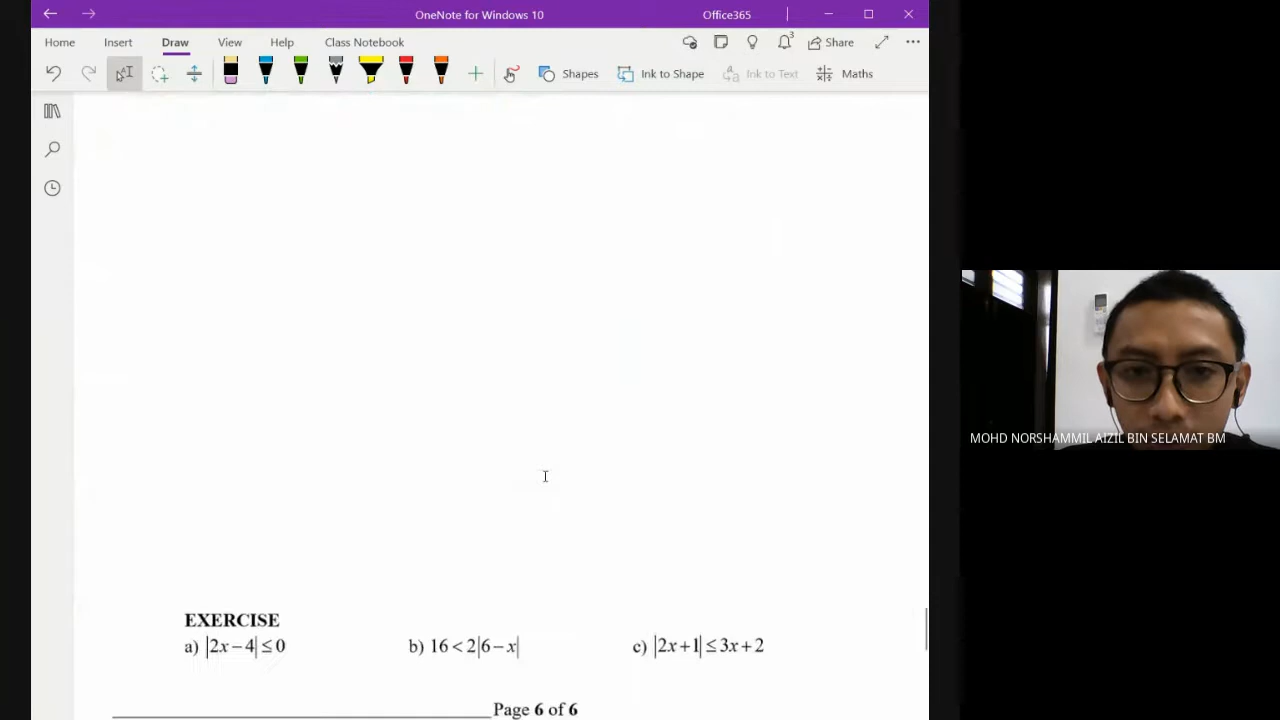 OneNote for Windows 10
Office365
Home Insert Draw View Help Class Notebook
Share
3
Shapes Ink to Shape Ink to Text Maths
EXERCISE
a) |2x−4| ≤ 0 b) 16 < 2|6−x| c) |2x+1| ≤ 3x+2
Page 6 of 6
MOHD NORSHAMMIL AIZIL BIN SELAMAT BM